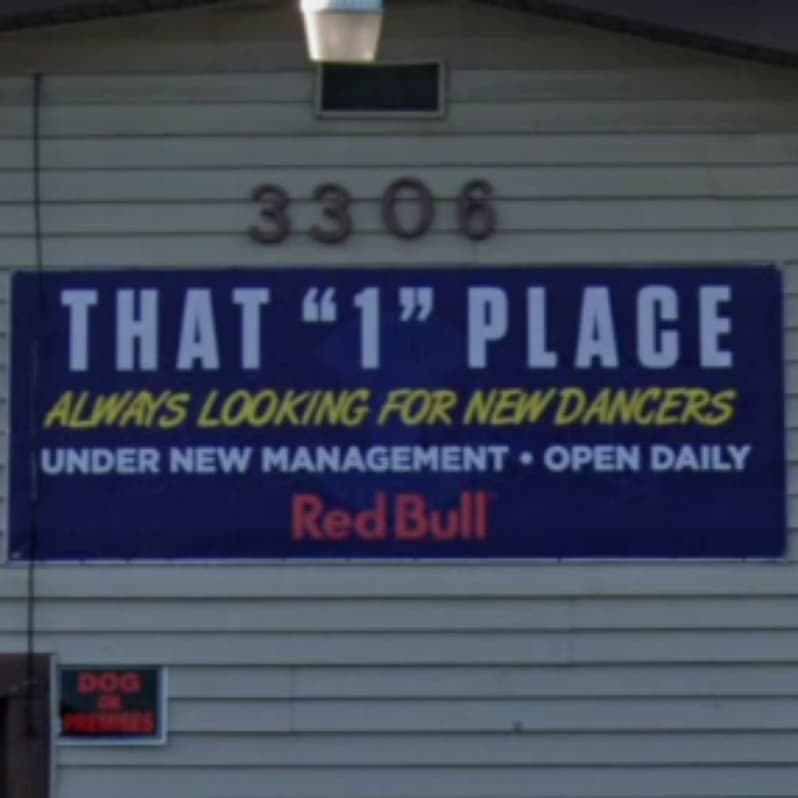 3306
THAT "1" PLACE
ALWAYS LOOKING FOR NEW DANCERS
UNDER NEW MANAGEMENT • OPEN DAILY
Red Bull
DOG
ON
PREMISES